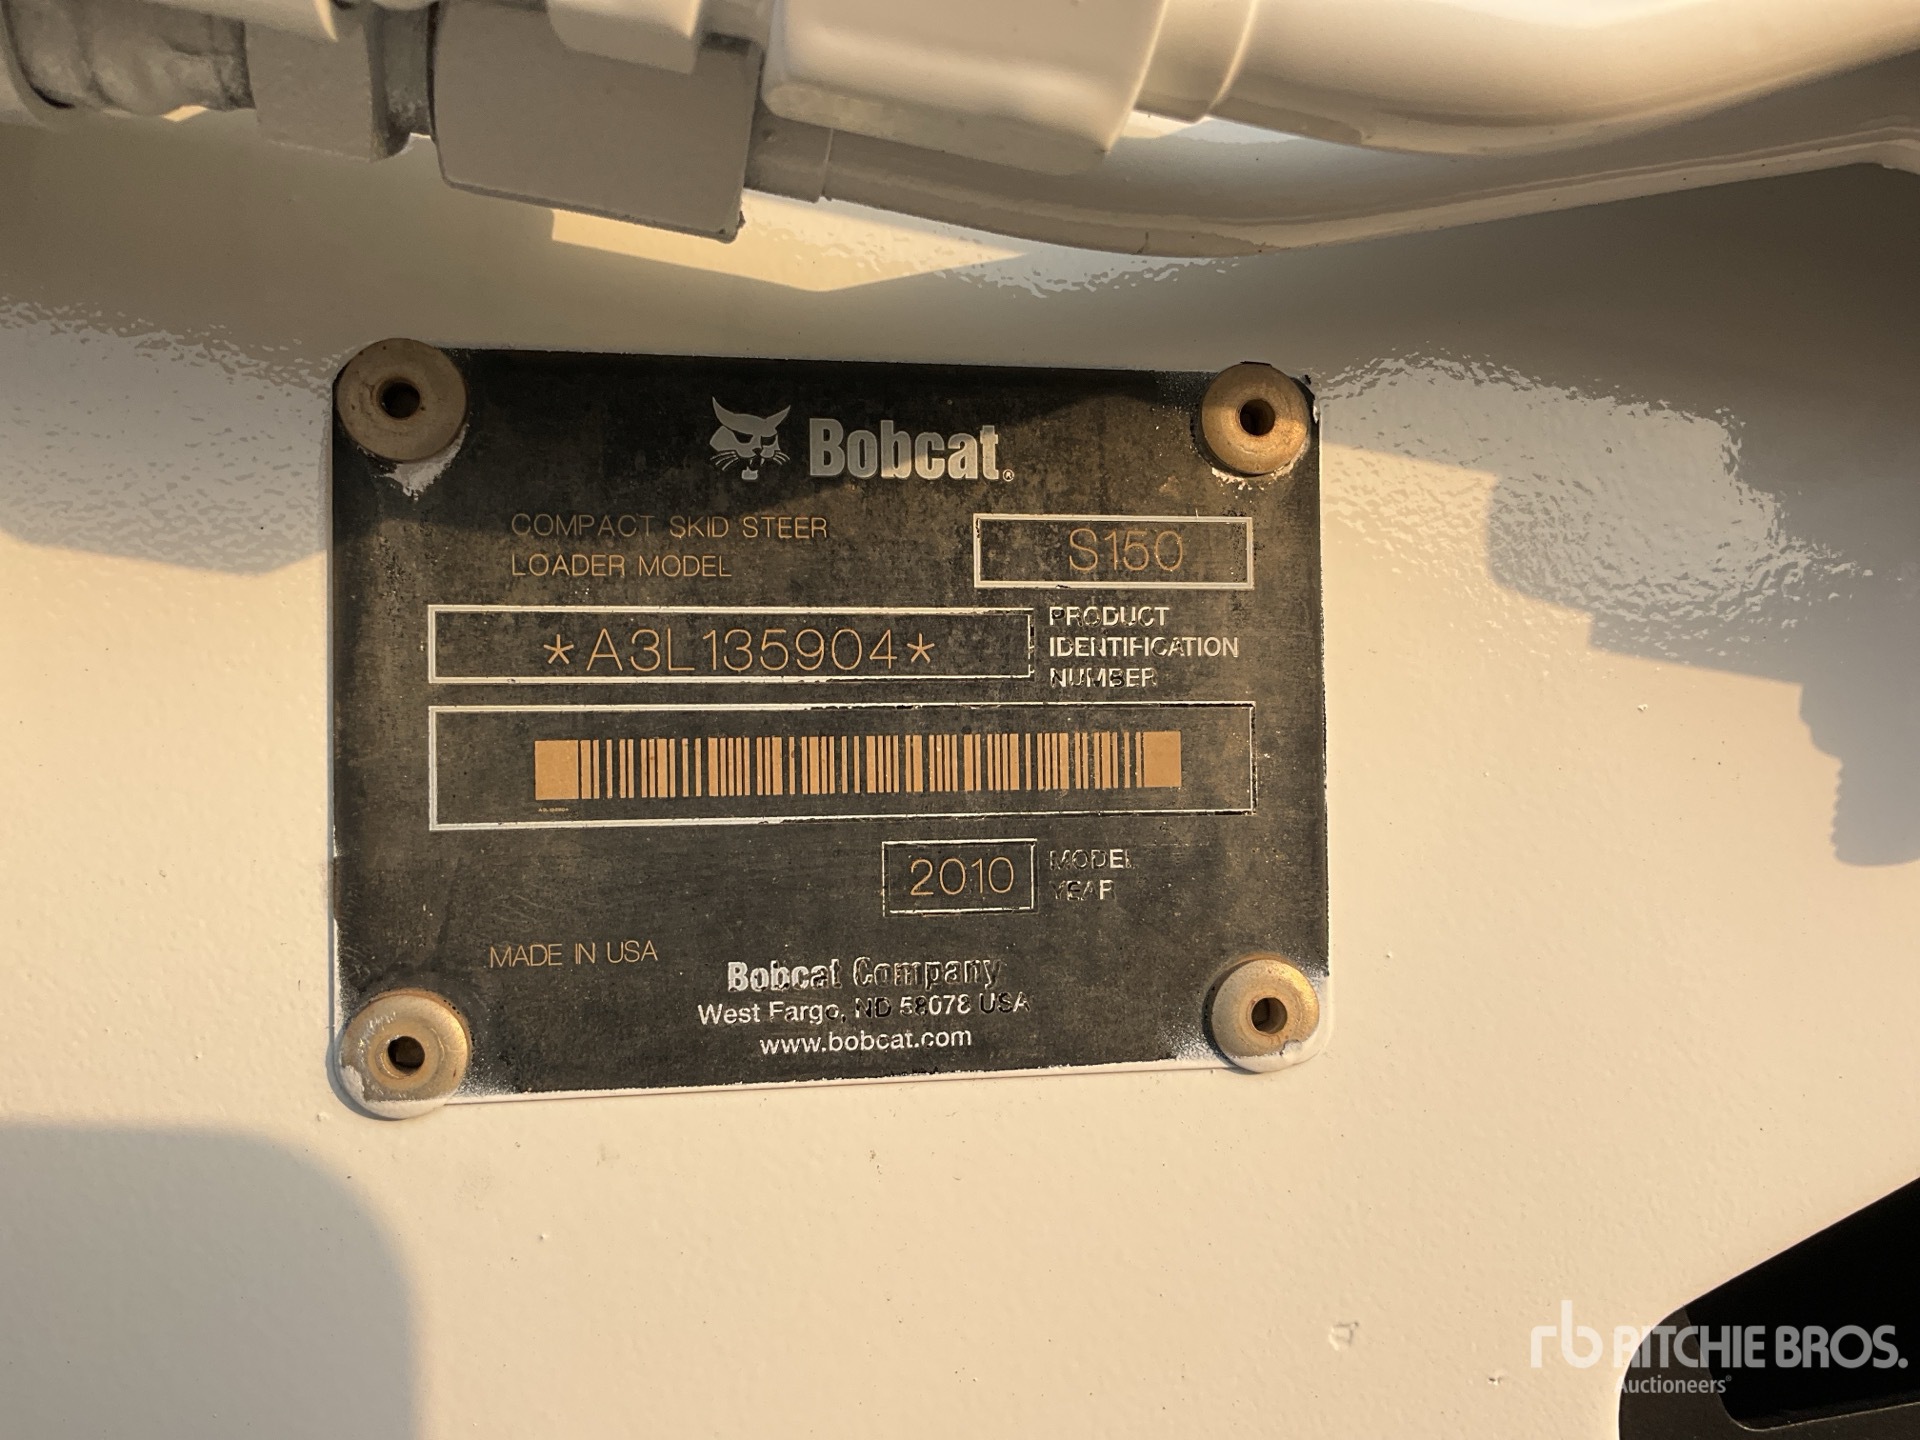 Bobcat®
COMPACT SKID STEER
LOADER MODEL
S150
*A3L135904*
PRODUCT
IDENTIFICATION
NUMBER
2010
MODEL
YEAR
MADE IN USA
Bobcat Company
West Fargo, ND 58078 USA
www.bobcat.com
rb RITCHIE BROS.
Auctioneers®